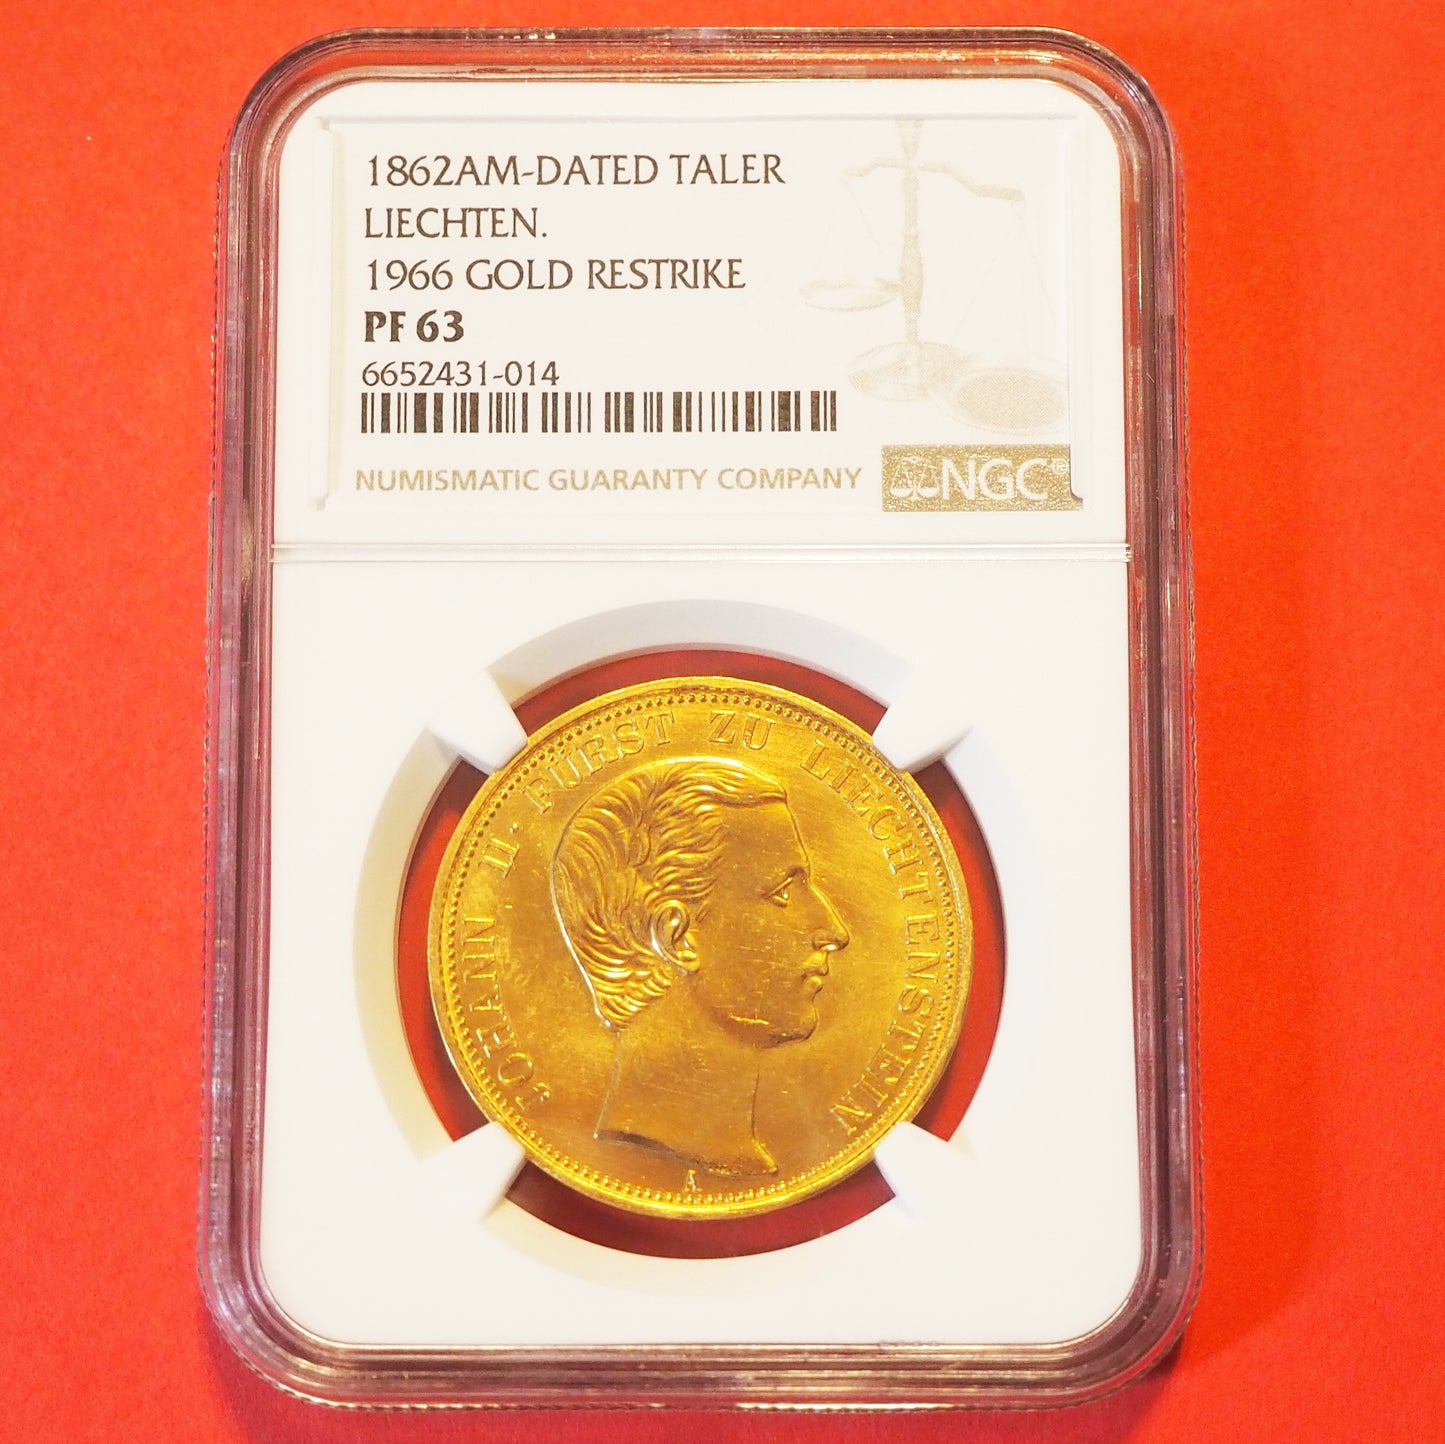 1862AM-DATED TALER
LIECHTEN.
1966 GOLD RESTRIKE
PF 63
6652431-014
NUMISMATIC GUARANTY COMPANY
NGC®
JOHANN II. FÜRST ZU LIECHTENSTEIN
A